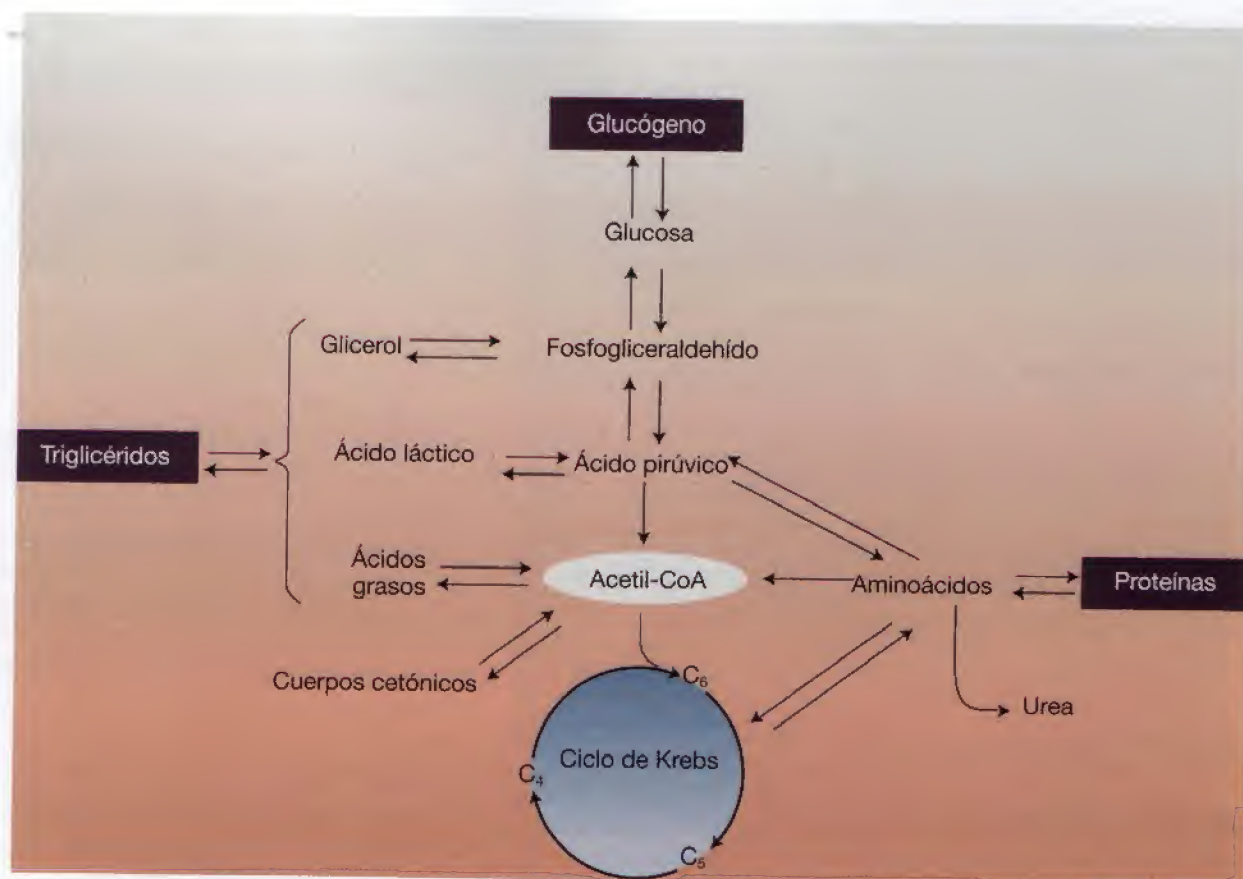 Glucógeno
Glucosa
Glicerol
Fosfogliceraldehído
Triglicéridos
Ácido láctico
Ácido pirúvico
Ácidos
grasos
Acetil-CoA
Aminoácidos
Proteínas
Cuerpos cetónicos
C₆
Urea
Ciclo de Krebs
C₄
C₅